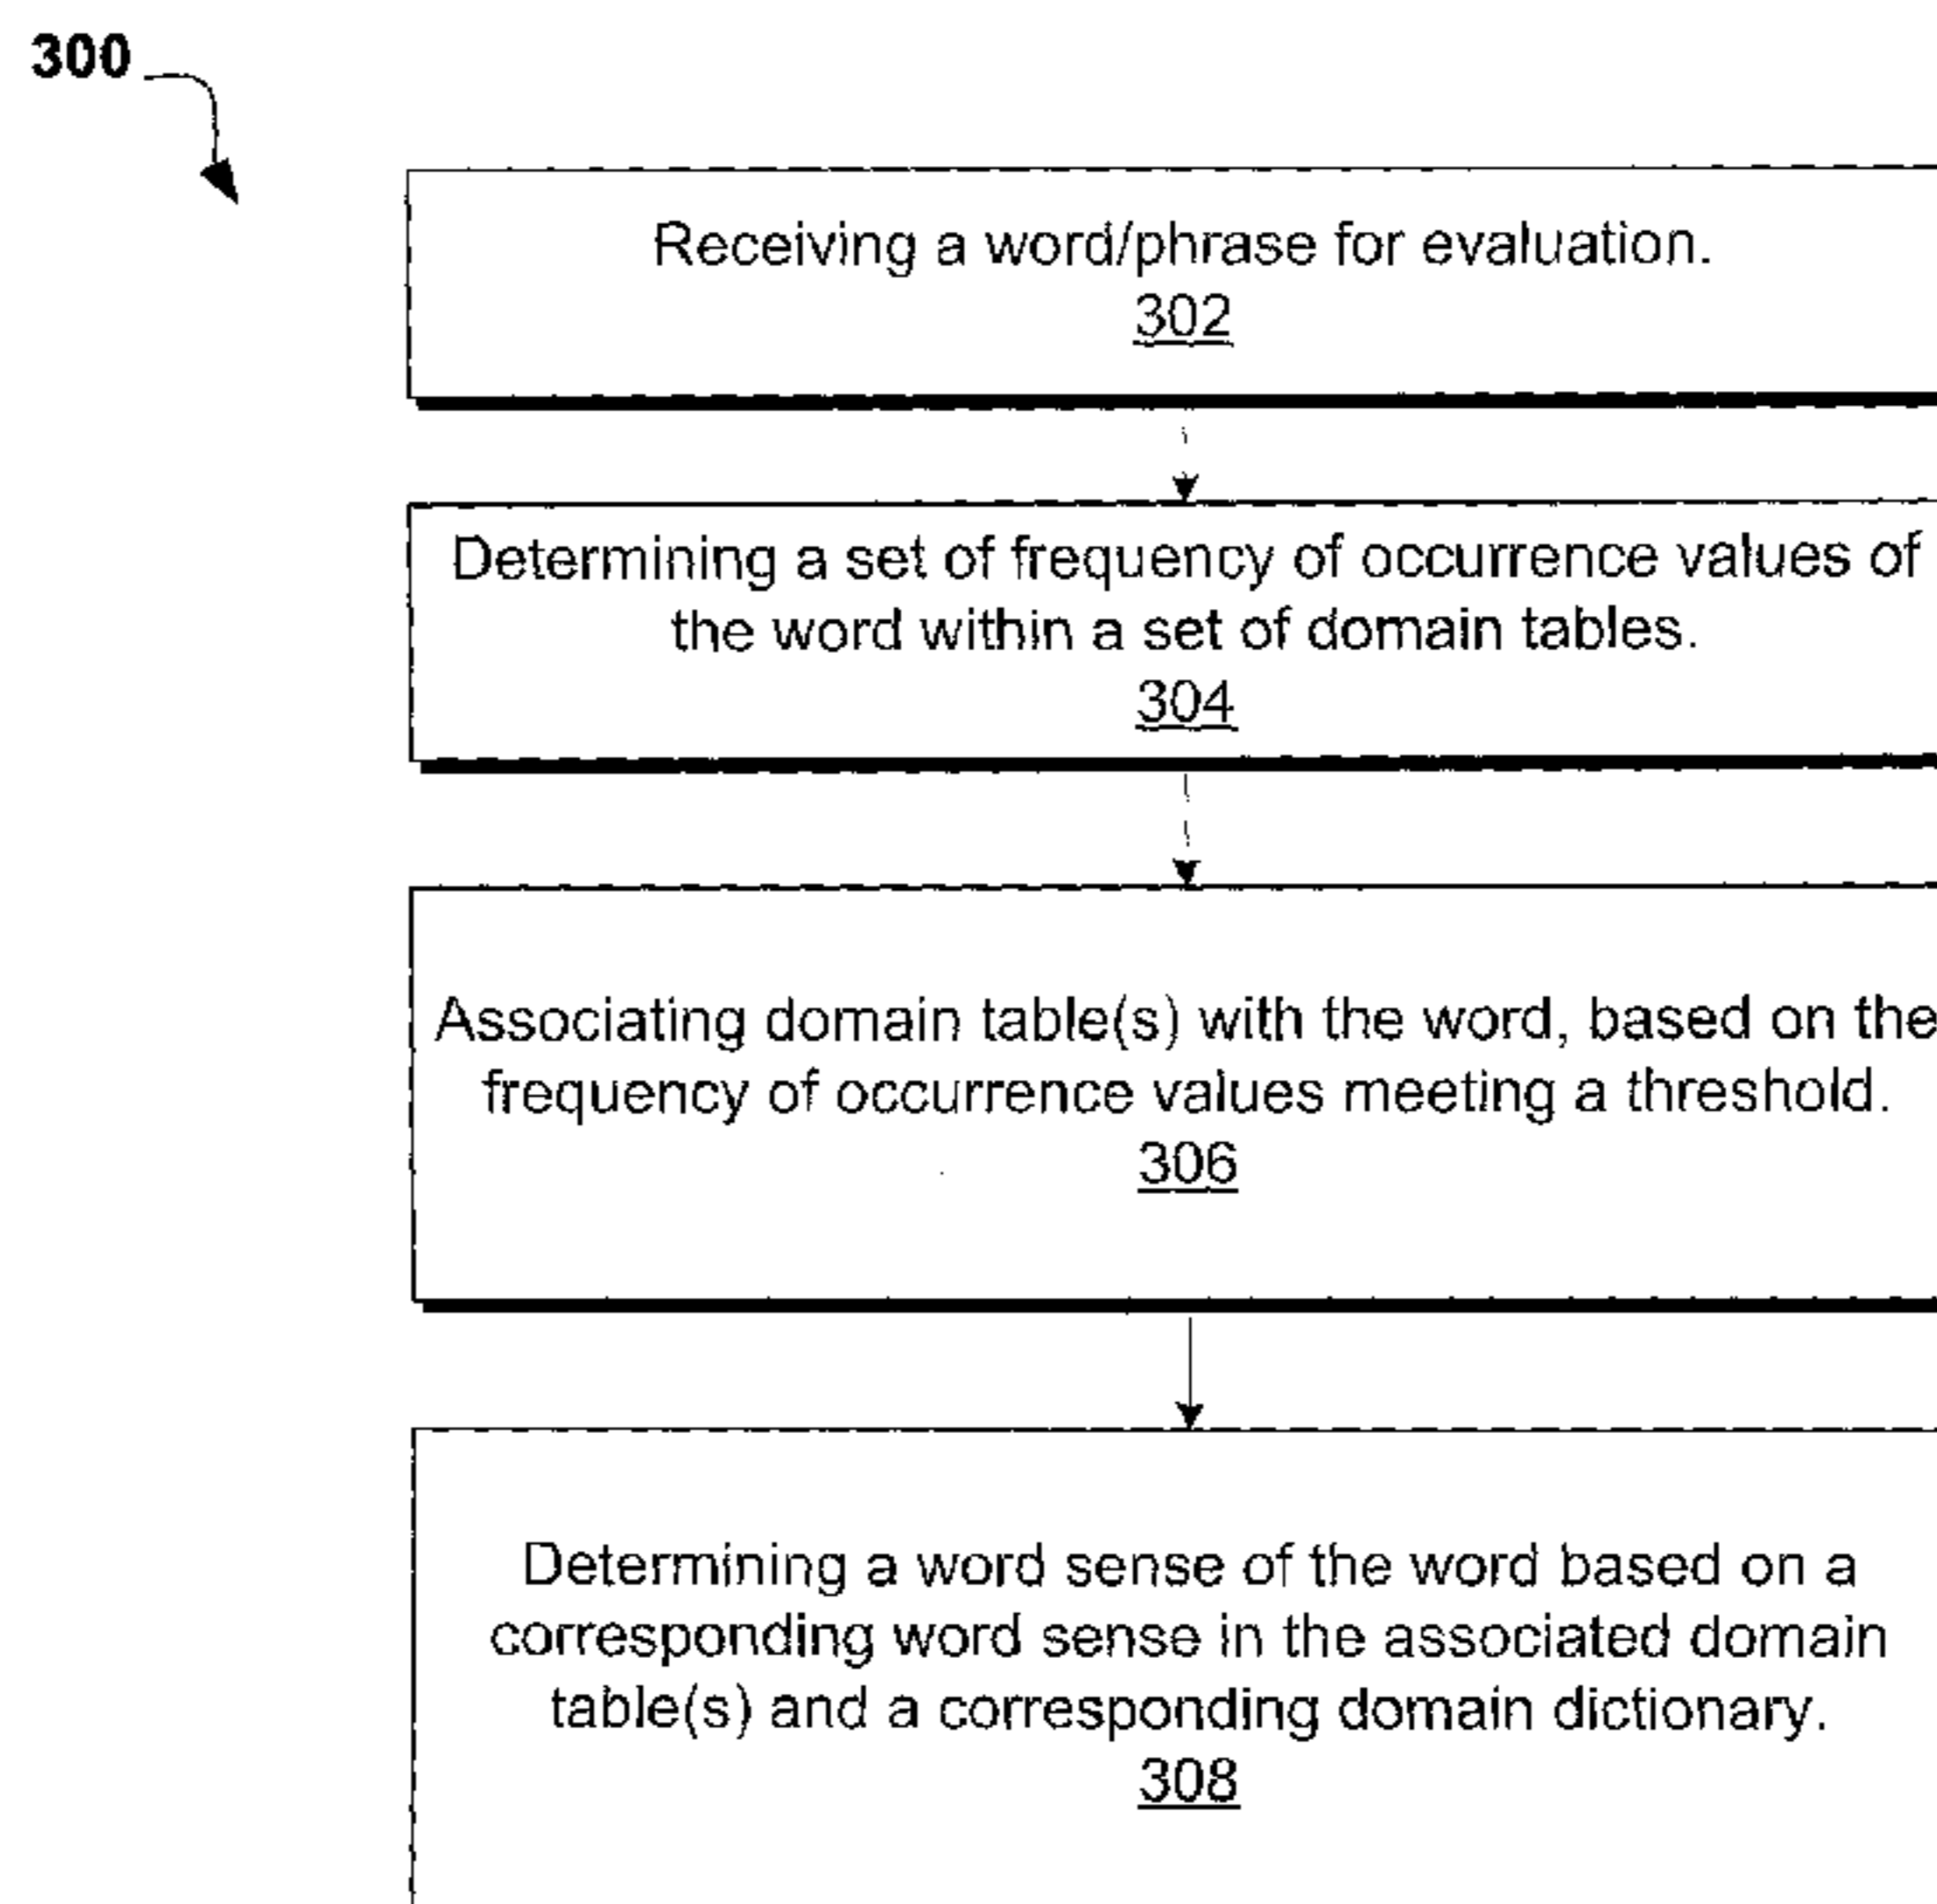 300
Receiving a word/phrase for evaluation.
302
Determining a set of frequency of occurrence values of
the word within a set of domain tables.
304
Associating domain table(s) with the word, based on the
frequency of occurrence values meeting a threshold.
306
Determining a word sense of the word based on a
corresponding word sense in the associated domain
table(s) and a corresponding domain dictionary.
308